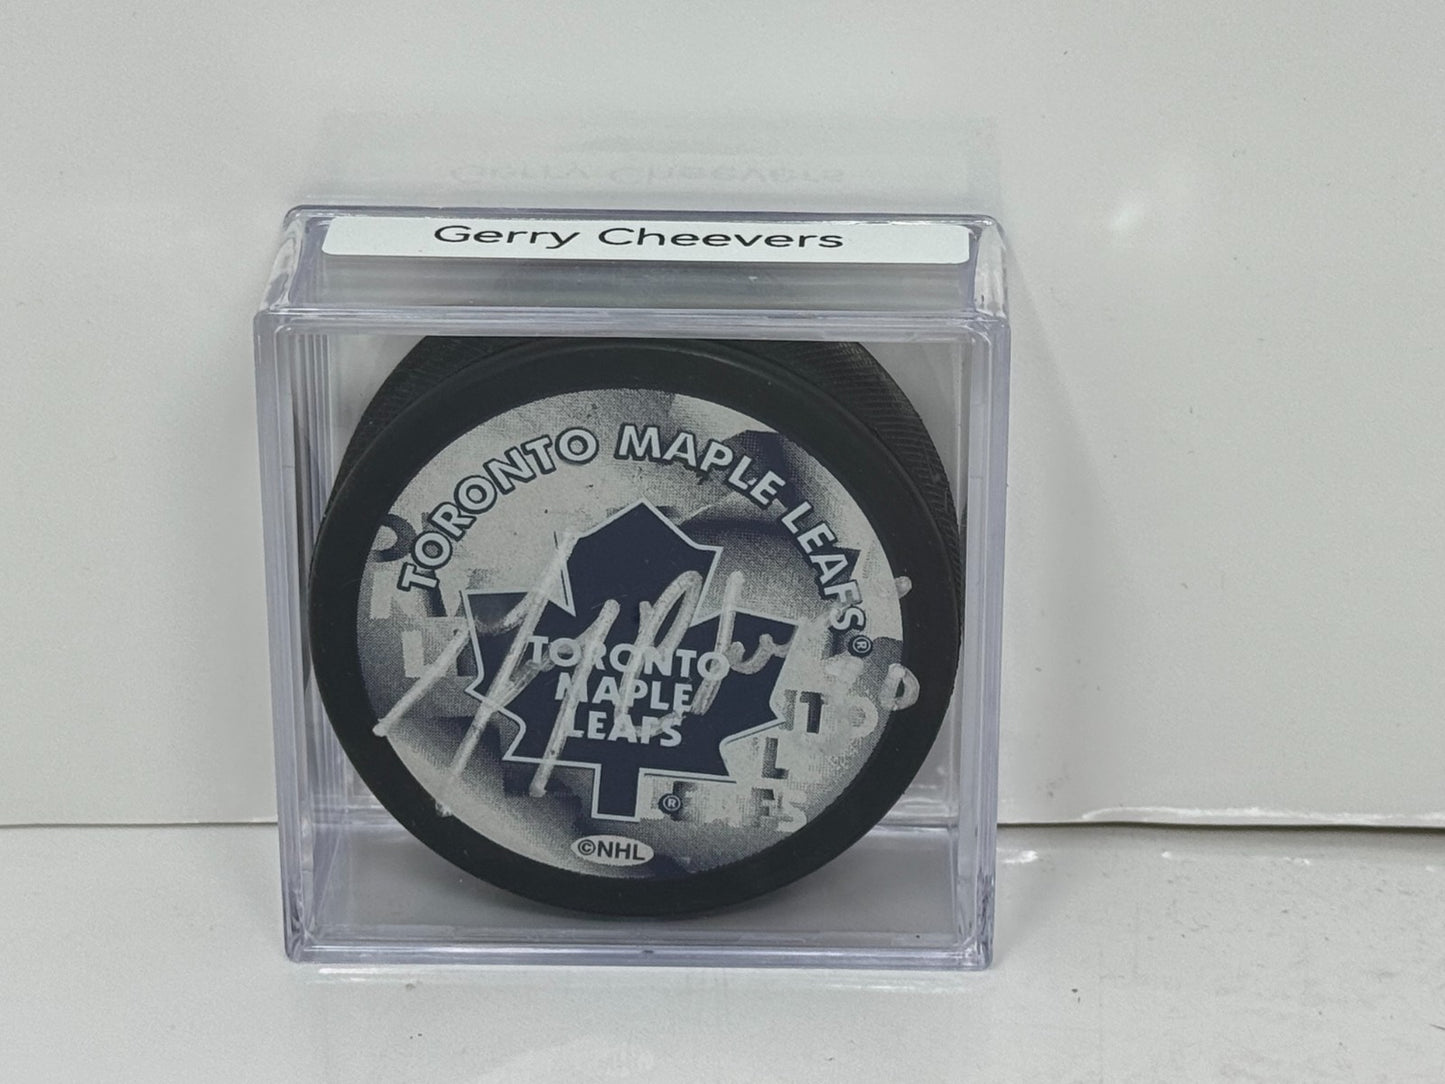 Gerry Cheevers
TORONTO MAPLE LEAFS®
TORONTO
MAPLE
LEAFS
®
©NHL